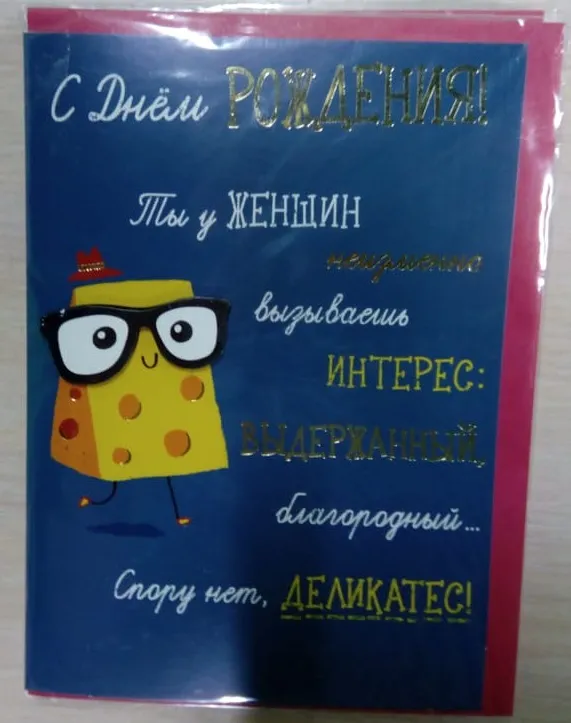 С Днём РОЖДЕНИЯ!
Ты у ЖЕНЩИН
неизменно
вызываешь
ИНТЕРЕС:
ВЫДЕРЖАННЫЙ,
благородный...
Спору нет, ДЕЛИКАТЕС!